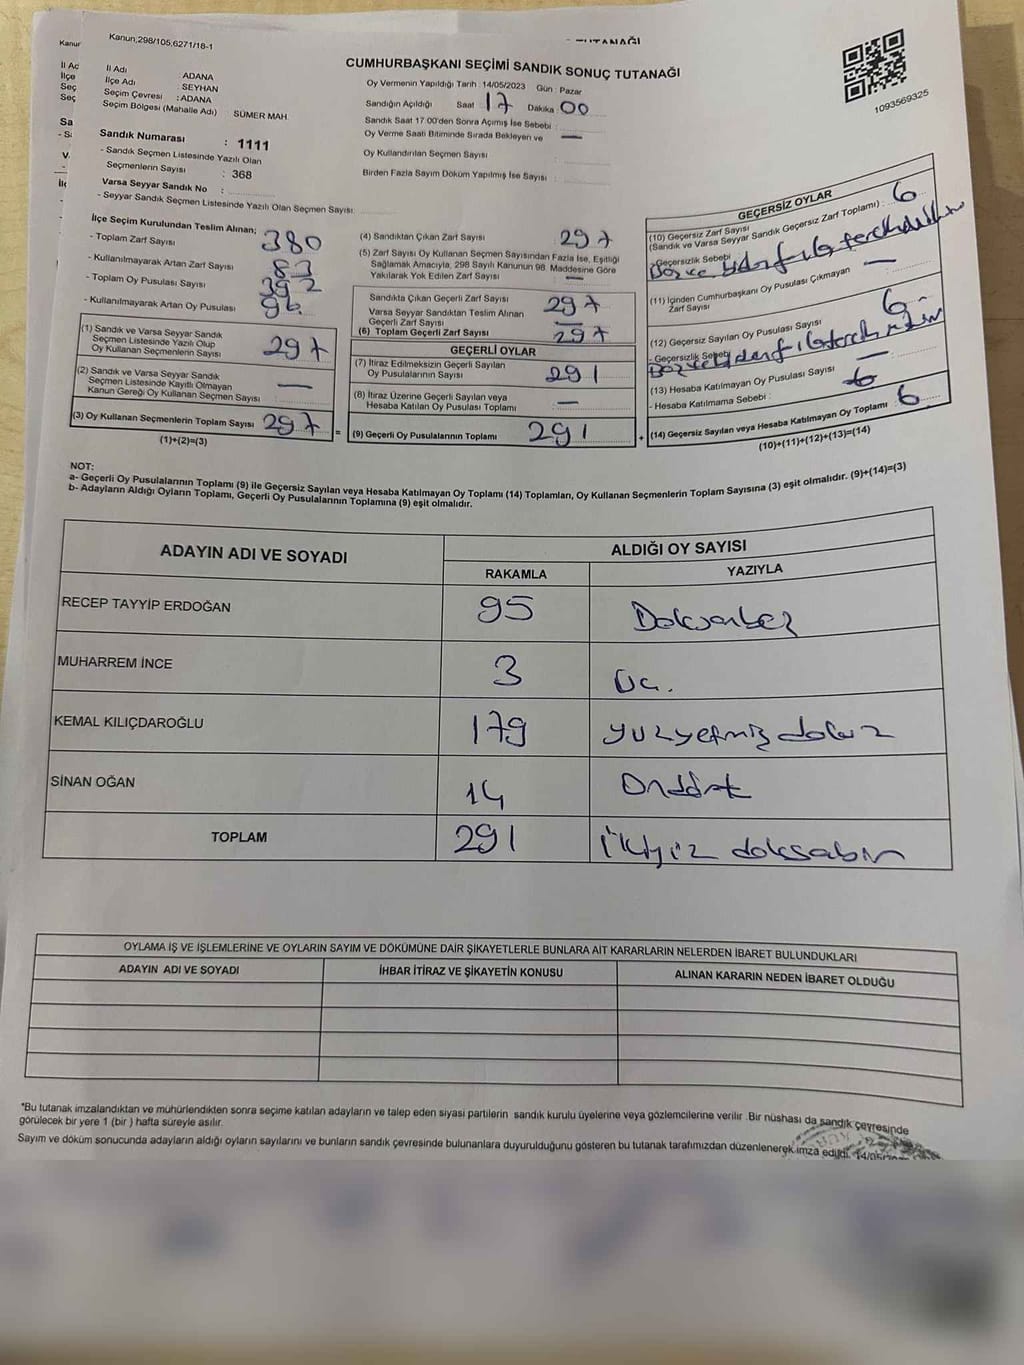 Kanun,298/105,6271/18-1
TUTANAĞI
CUMHURBAŞKANI SEÇİMİ SANDIK SONUÇ TUTANAĞI
1093569325
Kanur
İl Ac
İlçe
Seç
Seç
Sa
İl Adı ADANA
İlçe Adı : SEYHAN
Seçim Çevresi : ADANA
Seçim Bölgesi (Mahalle Adı) SÜMER MAH.
Sandık Numarası : 1111
- Sandık Seçmen Listesinde Yazılı Olan
Seçmenlerin Sayısı : 368
Varsa Seyyar Sandık No :
- Seyyar Sandık Seçmen Listesinde Yazılı Olan Seçmen Sayısı:
Oy Vermenin Yapıldığı Tarih : 14/05/2023 Gün : Pazar
Sandığın Açıldığı Saat 17 Dakika 00
Sandık Saat 17:00'den Sonra Açımış İse Sebebi :
Oy Verme Saati Bitiminde Sırada Bekleyen ve —
Oy Kullandırılan Seçmen Sayısı :
Birden Fazla Sayım Döküm Yapılmış İse Sayısı :
İlçe Seçim Kurulundan Teslim Alınan;
- Toplam Zarf Sayısı 380
- Kullanılmayarak Artan Zarf Sayısı 83
- Toplam Oy Pusulası Sayısı 392
- Kullanılmayarak Artan Oy Pusulası 96
(1) Sandık ve Varsa Seyyar Sandık
Seçmen Listesinde Yazılı Olup
Oy Kullanan Seçmenlerin Sayısı 297
(2) Sandık ve Varsa Seyyar Sandık
Seçmen Listesinde Kayıtlı Olmayan
Kanun Gereği Oy Kullanan Seçmen Sayısı : —
(3) Oy Kullanan Seçmenlerin Toplam Sayısı 297
(1)+(2)=(3)
(4) Sandıktan Çıkan Zarf Sayısı 297
(5) Zarf Sayısı Oy Kullanan Seçmen Sayısından Fazla İse, Eşitliği
Sağlamak Amacıyla, 298 Sayılı Kanunun 98. Maddesine Göre
Yakılarak Yok Edilen Zarf Sayısı —
Sandıkta Çıkan Geçerli Zarf Sayısı 297
Varsa Seyyar Sandıktan Teslim Alınan
Geçerli Zarf Sayısı —
(6) Toplam Geçerli Zarf Sayısı 297
GEÇERLİ OYLAR
(7) İtiraz Edilmeksizin Geçerli Sayılan
Oy Pusulalarının Sayısı 291
(8) İtiraz Üzerine Geçerli Sayılan veya
Hesaba Katılan Oy Pusulası Toplamı —
= (9) Geçerli Oy Pusulalarının Toplamı 291 +
GEÇERSİZ OYLAR
(10) Geçersiz Zarf Sayısı
(Sandık ve Varsa Seyyar Sandık Geçersiz Zarf Toplamı) : 6
- Geçersizlik Sebebi
(11) İçinden Cumhurbaşkanı Oy Pusulası Çıkmayan
Zarf Sayısı —
(12) Geçersiz Sayılan Oy Pusulası Sayısı 6
- Geçersizlik Sebebi
(13) Hesaba Katılmayan Oy Pusulası Sayısı —
- Hesaba Katılmama Sebebi :
(14) Geçersiz Sayılan veya Hesaba Katılmayan Oy Toplamı : 6
(10)+(11)+(12)+(13)=(14)
NOT:
a- Geçerli Oy Pusulalarının Toplamı (9) ile Geçersiz Sayılan veya Hesaba Katılmayan Oy Toplamı (14) Toplamları, Oy Kullanan Seçmenlerin Toplam Sayısına (3) eşit olmalıdır. (9)+(14)=(3)
b- Adayların Aldığı Oyların Toplamı, Geçerli Oy Pusulalarının Toplamına (9) eşit olmalıdır.
ADAYIN ADI VE SOYADI
ALDIĞI OY SAYISI
RAKAMLA YAZIYLA
RECEP TAYYİP ERDOĞAN 95 Doksanbeş
MUHARREM İNCE 3 Üç.
KEMAL KILIÇDAROĞLU 179 yüzyetmiş dokuz
SİNAN OĞAN 14 Ondört
TOPLAM 291 ikiyüz doksabin
OYLAMA İŞ VE İŞLEMLERİNE VE OYLARIN SAYIM VE DÖKÜMÜNE DAİR ŞİKAYETLERLE BUNLARA AİT KARARLARIN NELERDEN İBARET BULUNDUKLARI
ADAYIN ADI VE SOYADI İHBAR İTİRAZ VE ŞİKAYETİN KONUSU ALINAN KARARIN NEDEN İBARET OLDUĞU
*Bu tutanak imzalandıktan ve mühürlendikten sonra seçime katılan adayların ve talep eden siyasi partilerin sandık kurulu üyelerine veya gözlemcilerine verilir .Bir nüshası da sandık çevresinde
görülecek bir yere 1 (bir ) hafta süreyle asılır.
Sayım ve döküm sonucunda adayların aldığı oyların sayılarını ve bunların sandık çevresinde bulunanlara duyurulduğunu gösteren bu tutanak tarafımızdan düzenlenerek imza edildi.